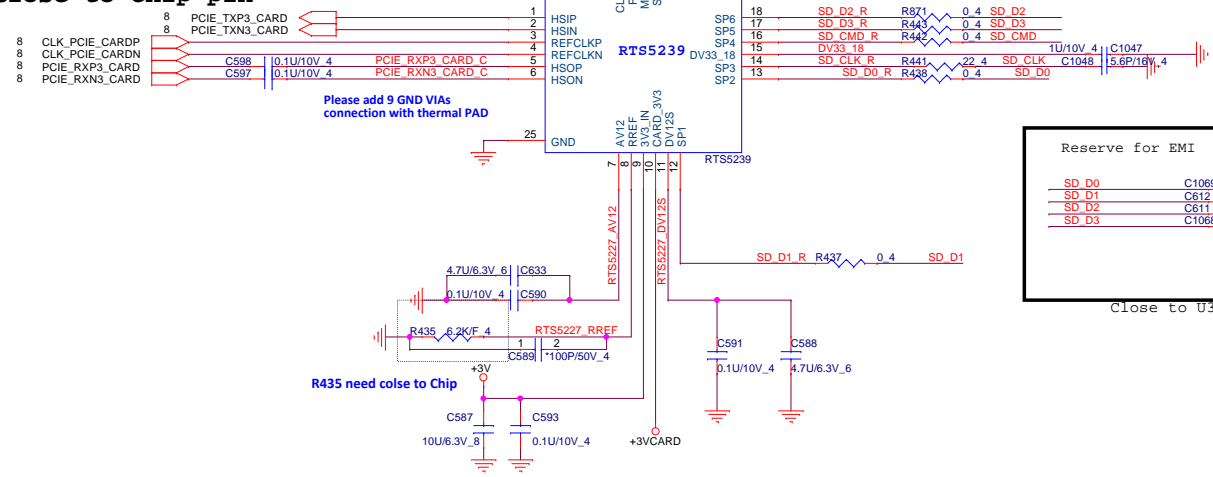 close to chip pin
8 PCIE_TXP3_CARD
8 PCIE_TXN3_CARD
8 CLK_PCIE_CARDP
8 CLK_PCIE_CARDN
8 PCIE_RXP3_CARD
8 PCIE_RXN3_CARD
C598 0.1U/10V_4 PCIE_RXP3_CARD_C
C597 0.1U/10V_4 PCIE_RXN3_CARD_C
1 HSIP
2 HSIN
3 REFCLKP
4 REFCLKN
5 HSOP
6 HSON
25 GND
RTS5239
SP6 18 SD_D2_R R871 0_4 SD_D2
SP5 17 SD_D3_R R443 0_4 SD_D3
SP4 16 SD_CMD_R R442 0_4 SD_CMD
DV33_18 15 DV33_18 1U/10V_4 C1047
SP3 14 SD_CLK_R R441 22_4 SD_CLK C1048 5.6P/16V_4
SP2 13 SD_D0_R R438 0_4 SD_D0
Please add 9 GND VIAs
connection with thermal PAD
AV12
RREF
3V3_IN
CARD_3V3
DV12S
SP1
7
8
9
10
11
12
RTS5239
RTS5227_AV12
RTS5227_DV12S
SD_D1_R R437 0_4 SD_D1
4.7U/6.3V_6 C633
0.1U/10V_4 C590
R435 6.2K/F_4 RTS5227_RREF
1 2
C589 *100P/50V_4
R435 need colse to Chip
+3V
C587
10U/6.3V_8
C593
0.1U/10V_4
+3VCARD
C591
0.1U/10V_4
C588
4.7U/6.3V_6
Reserve for EMI
SD_D0 C1069
SD_D1 C612
SD_D2 C611
SD_D3 C1068
Close to U3